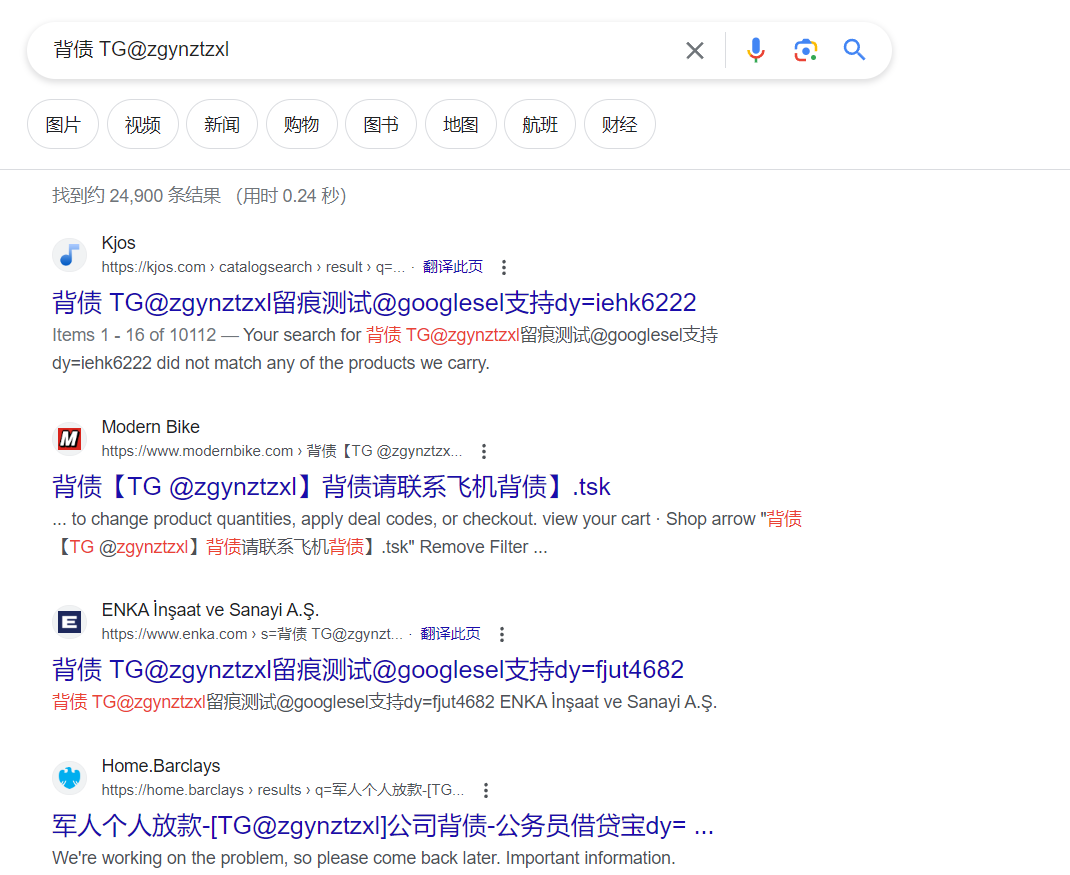 背债 TG@zgynztzxl
图片 视频 新闻 购物 图书 地图 航班 财经
找到约 24,900 条结果 （用时 0.24 秒）
Kjos
https://kjos.com › catalogsearch › result › q=... · 翻译此页
背债 TG@zgynztzxl留痕测试@googlesel支持dy=iehk6222
Items 1 - 16 of 10112 — Your search for 背债 TG@zgynztzxl留痕测试@googlesel支持
dy=iehk6222 did not match any of the products we carry.
Modern Bike
https://www.modernbike.com › 背债【TG @zgynztzx...
背债【TG @zgynztzxl】背债请联系飞机背债】.tsk
... to change product quantities, apply deal codes, or checkout. view your cart · Shop arrow "背债
【TG @zgynztzxl】背债请联系飞机背债】.tsk" Remove Filter ...
ENKA İnşaat ve Sanayi A.Ş.
https://www.enka.com › s=背债 TG@zgynzt... · 翻译此页
背债 TG@zgynztzxl留痕测试@googlesel支持dy=fjut4682
背债 TG@zgynztzxl留痕测试@googlesel支持dy=fjut4682 ENKA İnşaat ve Sanayi A.Ş.
Home.Barclays
https://home.barclays › results › q=军人个人放款-[TG...
军人个人放款-[TG@zgynztzxl]公司背债-公务员借贷宝dy= ...
We're working on the problem, so please come back later. Important information.